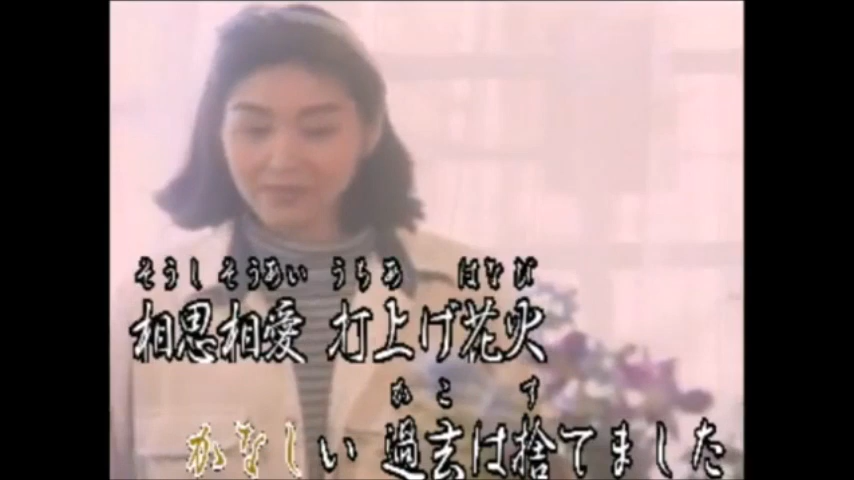 そうしそうあい うちあ はなび
相思相愛 打上げ花火
かこ す
かなしい 過去は捨てました